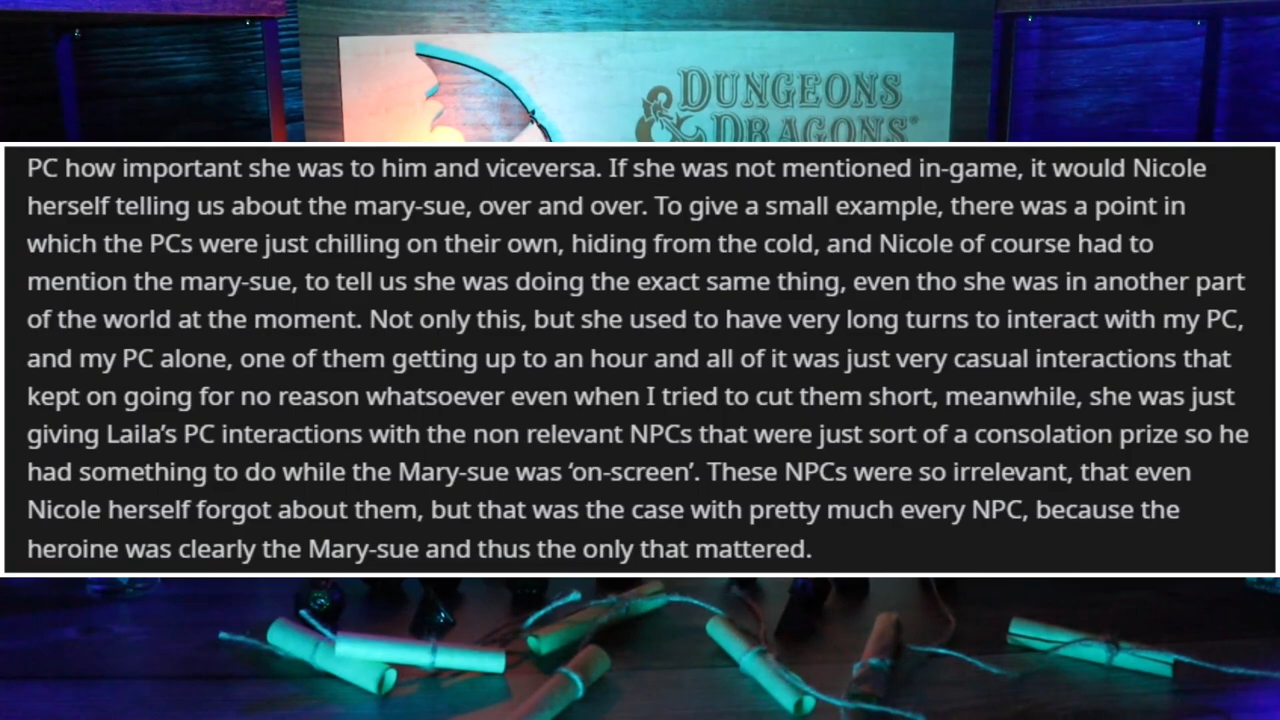 DUNGEONS
& DRAGONS®
PC how important she was to him and viceversa. If she was not mentioned in-game, it would Nicole
herself telling us about the mary-sue, over and over. To give a small example, there was a point in
which the PCs were just chilling on their own, hiding from the cold, and Nicole of course had to
mention the mary-sue, to tell us she was doing the exact same thing, even tho she was in another part
of the world at the moment. Not only this, but she used to have very long turns to interact with my PC,
and my PC alone, one of them getting up to an hour and all of it was just very casual interactions that
kept on going for no reason whatsoever even when I tried to cut them short, meanwhile, she was just
giving Laila’s PC interactions with the non relevant NPCs that were just sort of a consolation prize so he
had something to do while the Mary-sue was ‘on-screen’. These NPCs were so irrelevant, that even
Nicole herself forgot about them, but that was the case with pretty much every NPC, because the
heroine was clearly the Mary-sue and thus the only that mattered.